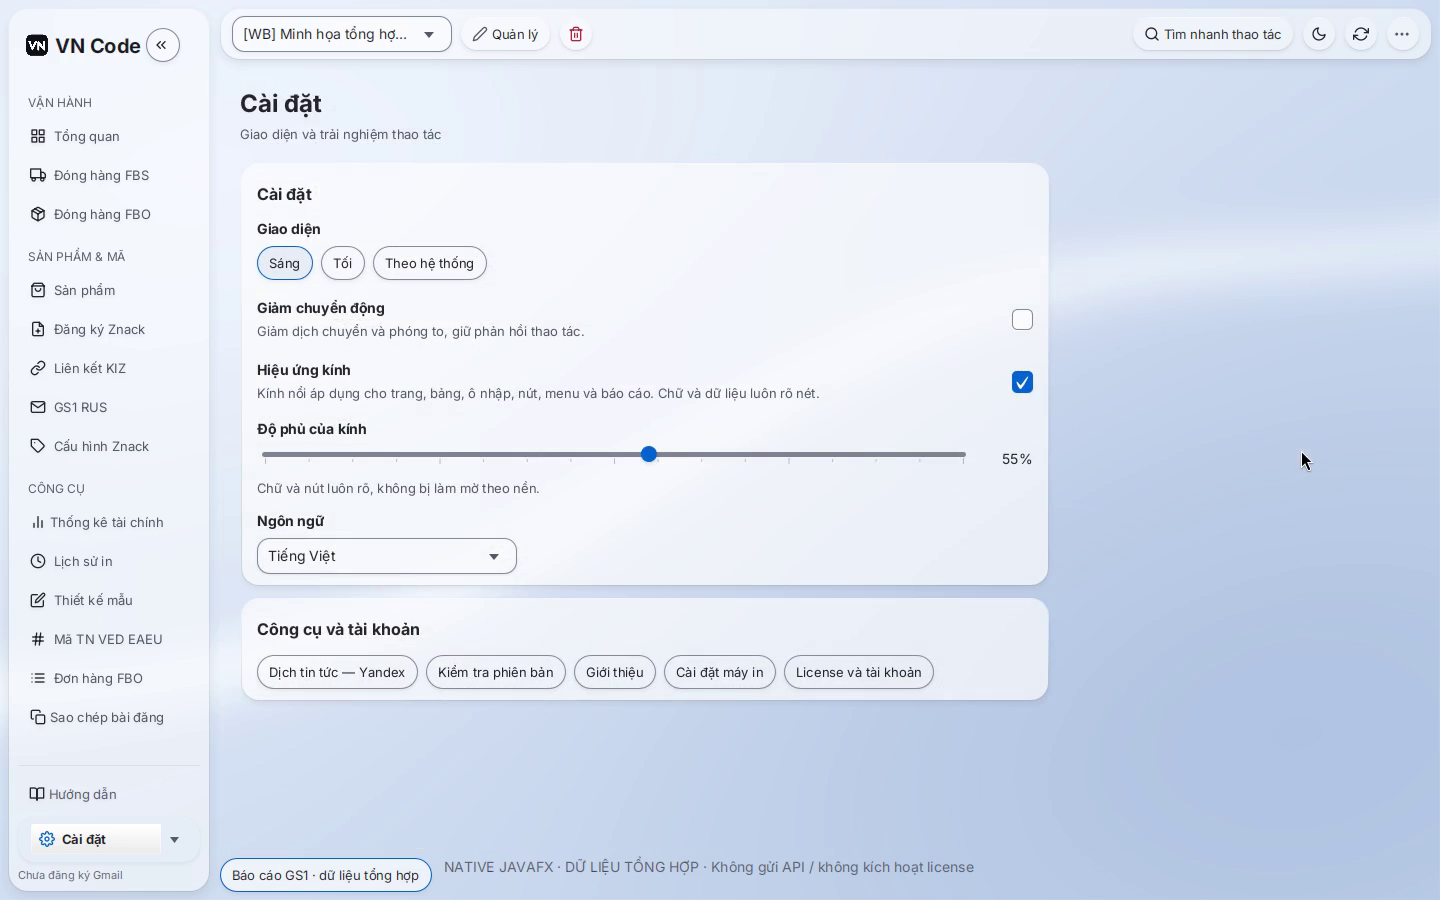 VN VN Code
VẬN HÀNH
Tổng quan
Đóng hàng FBS
Đóng hàng FBO
SẢN PHẨM & MÃ
Sản phẩm
Đăng ký Znack
Liên kết KIZ
GS1 RUS
Cấu hình Znack
CÔNG CỤ
Thống kê tài chính
Lịch sử in
Thiết kế mẫu
Mã TN VED EAEU
Đơn hàng FBO
Sao chép bài đăng
Hướng dẫn
Cài đặt
Chưa đăng ký Gmail
[WB] Minh họa tổng hợ... Quản lý Tìm nhanh thao tác
Cài đặt
Giao diện và trải nghiệm thao tác
Cài đặt
Giao diện
Sáng Tối Theo hệ thống
Giảm chuyển động
Giảm dịch chuyển và phóng to, giữ phản hồi thao tác.
Hiệu ứng kính
Kính nổi áp dụng cho trang, bảng, ô nhập, nút, menu và báo cáo. Chữ và dữ liệu luôn rõ nét.
Độ phủ của kính
55%
Chữ và nút luôn rõ, không bị làm mờ theo nền.
Ngôn ngữ
Tiếng Việt
Công cụ và tài khoản
Dịch tin tức — Yandex Kiểm tra phiên bản Giới thiệu Cài đặt máy in License và tài khoản
Báo cáo GS1 · dữ liệu tổng hợp NATIVE JAVAFX · DỮ LIỆU TỔNG HỢP · Không gửi API / không kích hoạt license